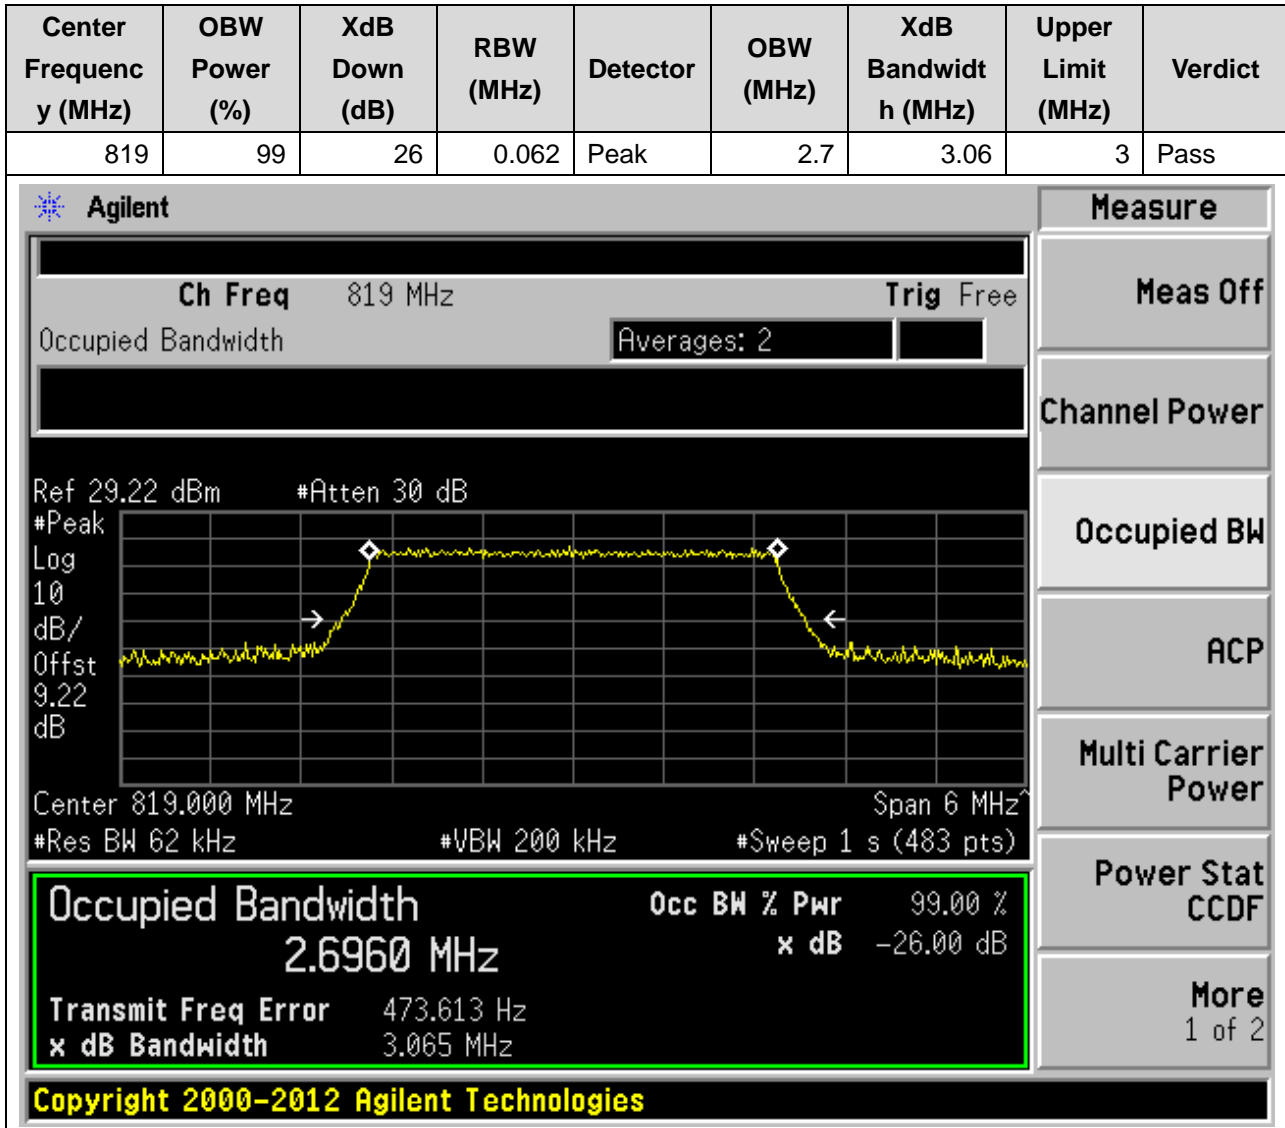 Center Frequenc y (MHz) OBW Power (%) XdB Down (dB) RBW (MHz) Detector OBW (MHz) XdB Bandwidt h (MHz) Upper Limit (MHz) Verdict
819 99 26 0.062 Peak 2.7 3.06 3 Pass
Agilent
Measure
Ch Freq 819 MHz Trig Free
Meas Off
Occupied Bandwidth Averages: 2
Channel Power
Ref 29.22 dBm #Atten 30 dB
#Peak
Log
10
dB/
Offst
9.22
dB
Occupied BW
ACP
Multi Carrier
Power
Center 819.000 MHz Span 6 MHz^
#Res BW 62 kHz #VBW 200 kHz #Sweep 1 s (483 pts)
Power Stat
CCDF
Occupied Bandwidth Occ BW % Pwr 99.00 %
2.6960 MHz x dB -26.00 dB
Transmit Freq Error 473.613 Hz
x dB Bandwidth 3.065 MHz
More
1 of 2
Copyright 2000-2012 Agilent Technologies